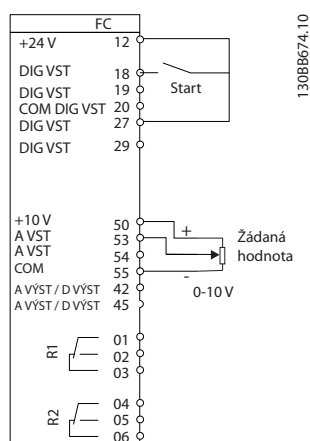 FC
+24 V 12
DIG VST 18
DIG VST 19
COM DIG VST 20
DIG VST 27
DIG VST 29
Start
130BB674.10
+10 V 50
A VST 53
A VST 54
COM 55
A VÝST / D VÝST 42
A VÝST / D VÝST 45
+
-
Žádaná
hodnota
0-10 V
R1
01
02
03
R2
04
05
06